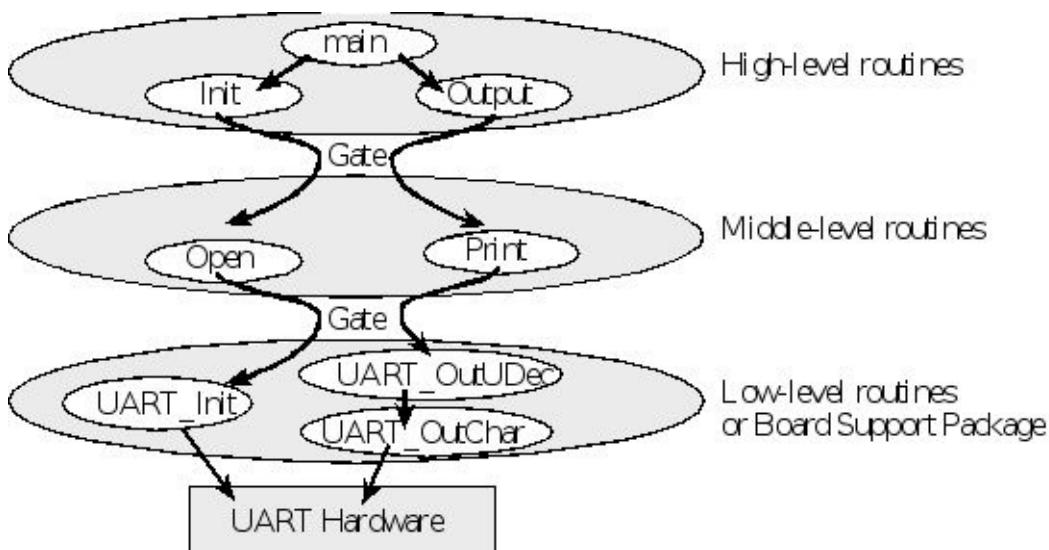 main
High-level routines
Init
Output
Gate
Middle-level routines
Open
Print
Gate
UART_OutUDec
UART_Init
Low-level routines
or Board Support Package
UART_OutChar
UART Hardware